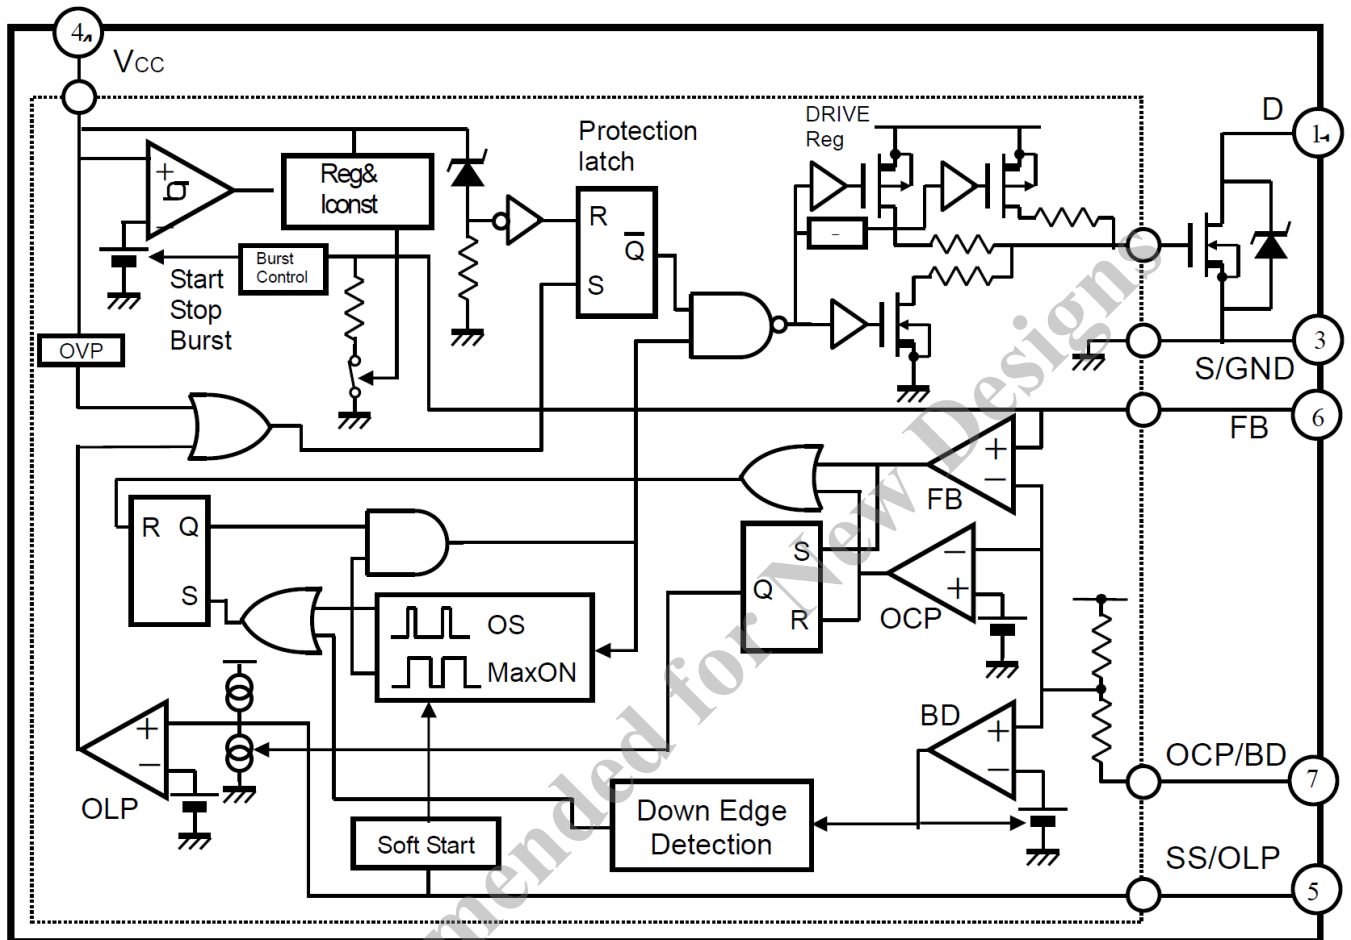 4
VCC
D
1
DRIVE
Reg
Protection
latch
+
−
Reg&
Iconst
R
Q
S
−
Burst
Control
Start
Stop
Burst
OVP
3
S/GND
6
FB
+
−
FB
R
Q
S
S
Q
R
−
+
OCP
OS
MaxON
+
−
OLP
BD
+
−
OCP/BD
7
Down Edge
Detection
Soft Start
SS/OLP
5
mended for New Designs